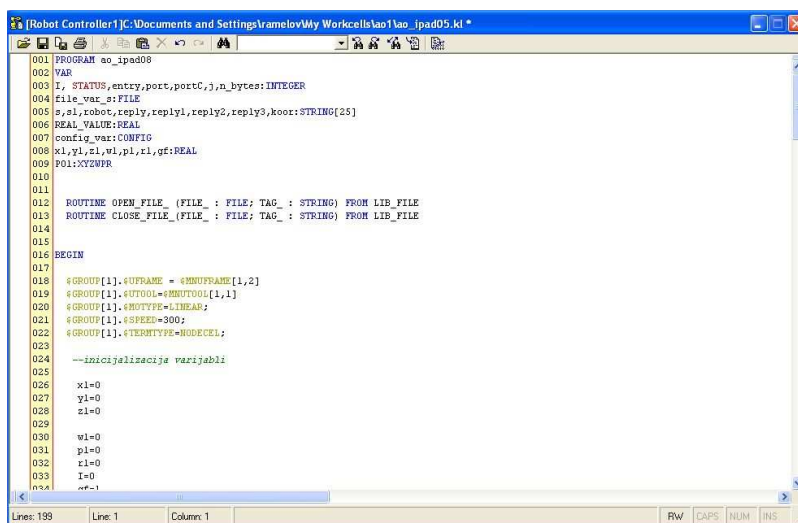 [Robot Controller1]C:\Documents and Settings\ramelov\My Workcells\ao1\ao_ipad05.kl *
001 PROGRAM ao_ipad08
002 VAR
003 I, STATUS,entry,port,portC,j,n_bytes:INTEGER
004 file_var_s:FILE
005 s,s1,robot,reply,reply1,reply2,reply3,koor:STRING[25]
006 REAL_VALUE:REAL
007 config_var:CONFIG
008 x1,y1,z1,w1,p1,r1,gf:REAL
009 P01:XYZWPR
010
011
012 ROUTINE OPEN_FILE_ (FILE_ : FILE; TAG_ : STRING) FROM LIB_FILE
013 ROUTINE CLOSE_FILE_(FILE_ : FILE; TAG_ : STRING) FROM LIB_FILE
014
015
016 BEGIN
017
018 $GROUP[1].$UFRAME = $MNUFRAME[1,2]
019 $GROUP[1].$UTOOL=$MNUTOOL[1,1]
020 $GROUP[1].$MOTYPE=LINEAR;
021 $GROUP[1].$SPEED=300;
022 $GROUP[1].$TERMTYPE=NODECEL;
023
024 --inicijalizacija varijabli
025
026 x1=0
027 y1=0
028 z1=0
029
030 w1=0
031 p1=0
032 r1=0
033 I=0
034 gf=1
Lines: 199 Line: 1 Column: 1 RW CAPS NUM INS